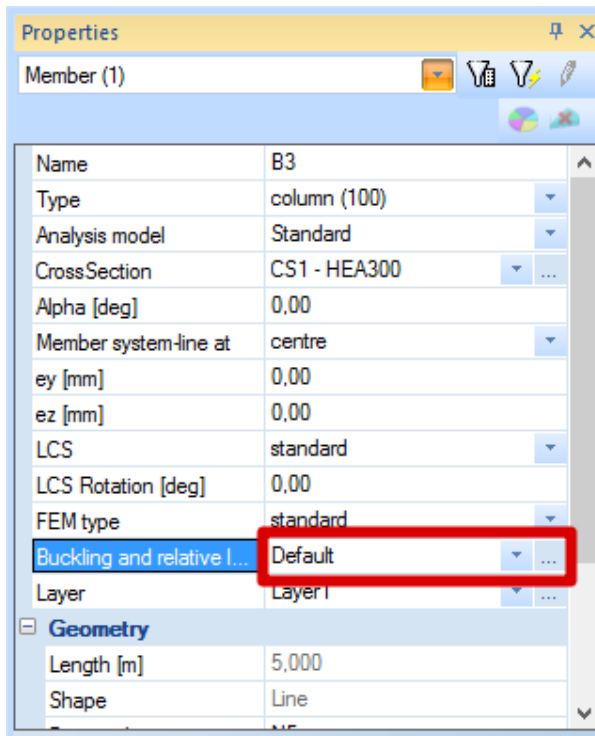 Properties
Member (1)
Name B3
Type column (100)
Analysis model Standard
CrossSection CS1 - HEA300 ...
Alpha [deg] 0,00
Member system-line at centre
ey [mm] 0,00
ez [mm] 0,00
LCS standard
LCS Rotation [deg] 0,00
FEM type standard
Buckling and relative l... Default ...
Layer Layer1 ...
Geometry
Length [m] 5,000
Shape Line